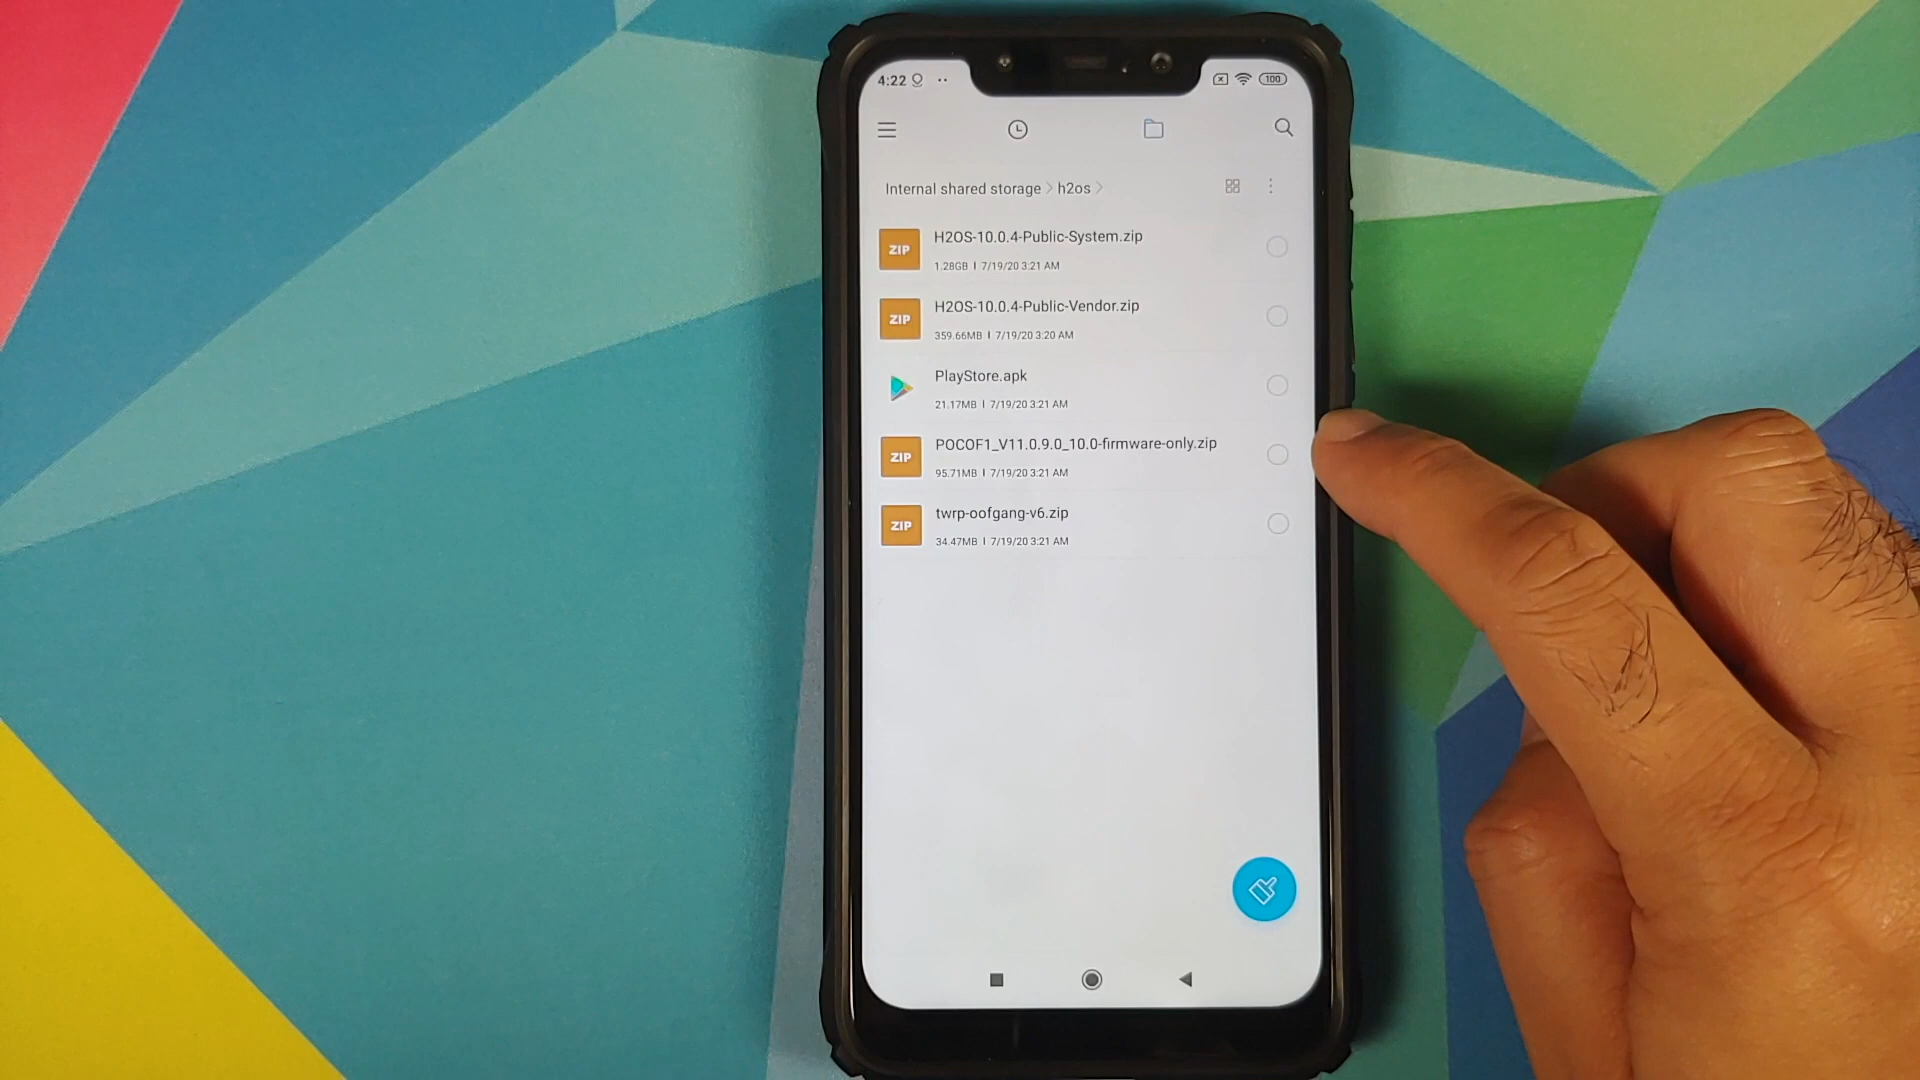 4:22
100
Internal shared storage > h2os >
ZIP
H2OS-10.0.4-Public-System.zip
1.28GB | 7/19/20 3:21 AM
ZIP
H2OS-10.0.4-Public-Vendor.zip
359.66MB | 7/19/20 3:20 AM
PlayStore.apk
21.17MB | 7/19/20 3:21 AM
ZIP
POCOF1_V11.0.9.0_10.0-firmware-only.zip
95.71MB | 7/19/20 3:21 AM
ZIP
twrp-oofgang-v6.zip
34.47MB | 7/19/20 3:21 AM